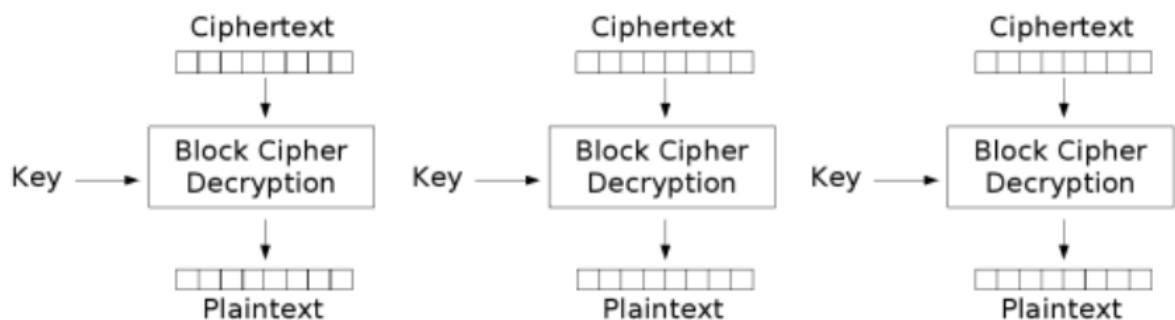 Ciphertext
Ciphertext
Ciphertext
Key
Block Cipher
Decryption
Key
Block Cipher
Decryption
Key
Block Cipher
Decryption
Plaintext
Plaintext
Plaintext